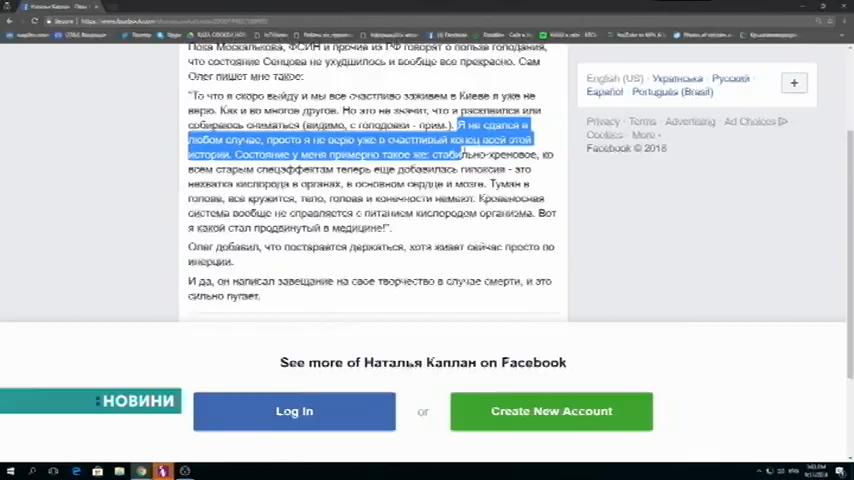 Наталья Каплан
Пока Москалькова, ФСИН и прочие из РФ говорят о пользе голодания,
что состояние Сенцова не ухудшилось и вообще все прекрасно. Сам
Олег пишет мне такое:
"То что я скоро выйду и мы все счастливо заживем в Киеве я уже не
верю. Как и во многое другое. Но это не значит, что я расклеился или
собираюсь сниматься (видимо, с голодовки - прим.). Я не сдался в
любом случае, просто я не верю уже в счастливый конец всей этой
истории. Состояние у меня примерно такое же: стабильно-хреновое, ко
всем старым спецэффектам теперь еще добавилась гипоксия - это
нехватка кислорода в органах, в основном сердце и мозге. Туман в
голове, все кружится, тело, голова и конечности немеют. Кровеносная
система вообще не справляется с питанием кислородом организма. Вот
я какой стал продвинутый в медицине!".
Олег добавил, что постарается держаться, хотя живет сейчас просто по
инерции.
И да, он написал завещание на свое творчество в случае смерти, и это
сильно пугает.
English (US) · Українська · Русский ·
Español · Português (Brasil)
+
Privacy · Terms · Advertising · Ad Choices
Cookies · More
Facebook © 2018
See more of Наталья Каплан on Facebook
:НОВИНИ
Log In
or
Create New Account